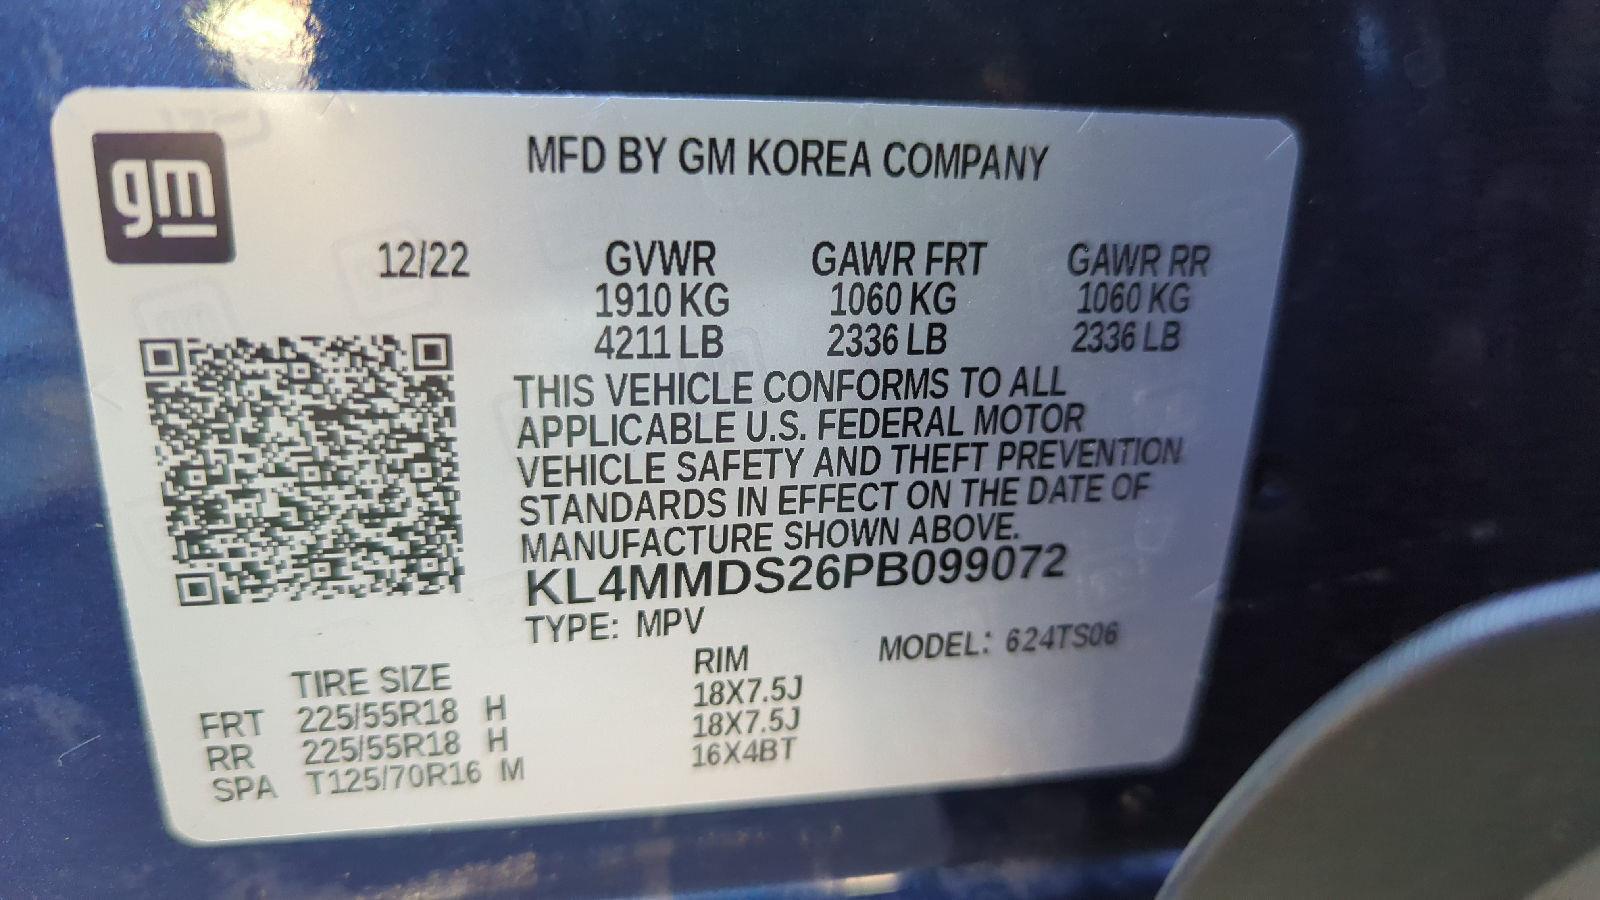 gm
MFD BY GM KOREA COMPANY
12/22 GVWR GAWR FRT GAWR RR
1910 KG 1060 KG 1060 KG
4211 LB 2336 LB 2336 LB
THIS VEHICLE CONFORMS TO ALL
APPLICABLE U.S. FEDERAL MOTOR
VEHICLE SAFETY AND THEFT PREVENTION
STANDARDS IN EFFECT ON THE DATE OF
MANUFACTURE SHOWN ABOVE.
KL4MMDS26PB099072
TYPE: MPV MODEL: 624TS06
TIRE SIZE RIM
FRT 225/55R18 H 18X7.5J
RR 225/55R18 H 18X7.5J
SPA T125/70R16 M 16X4BT